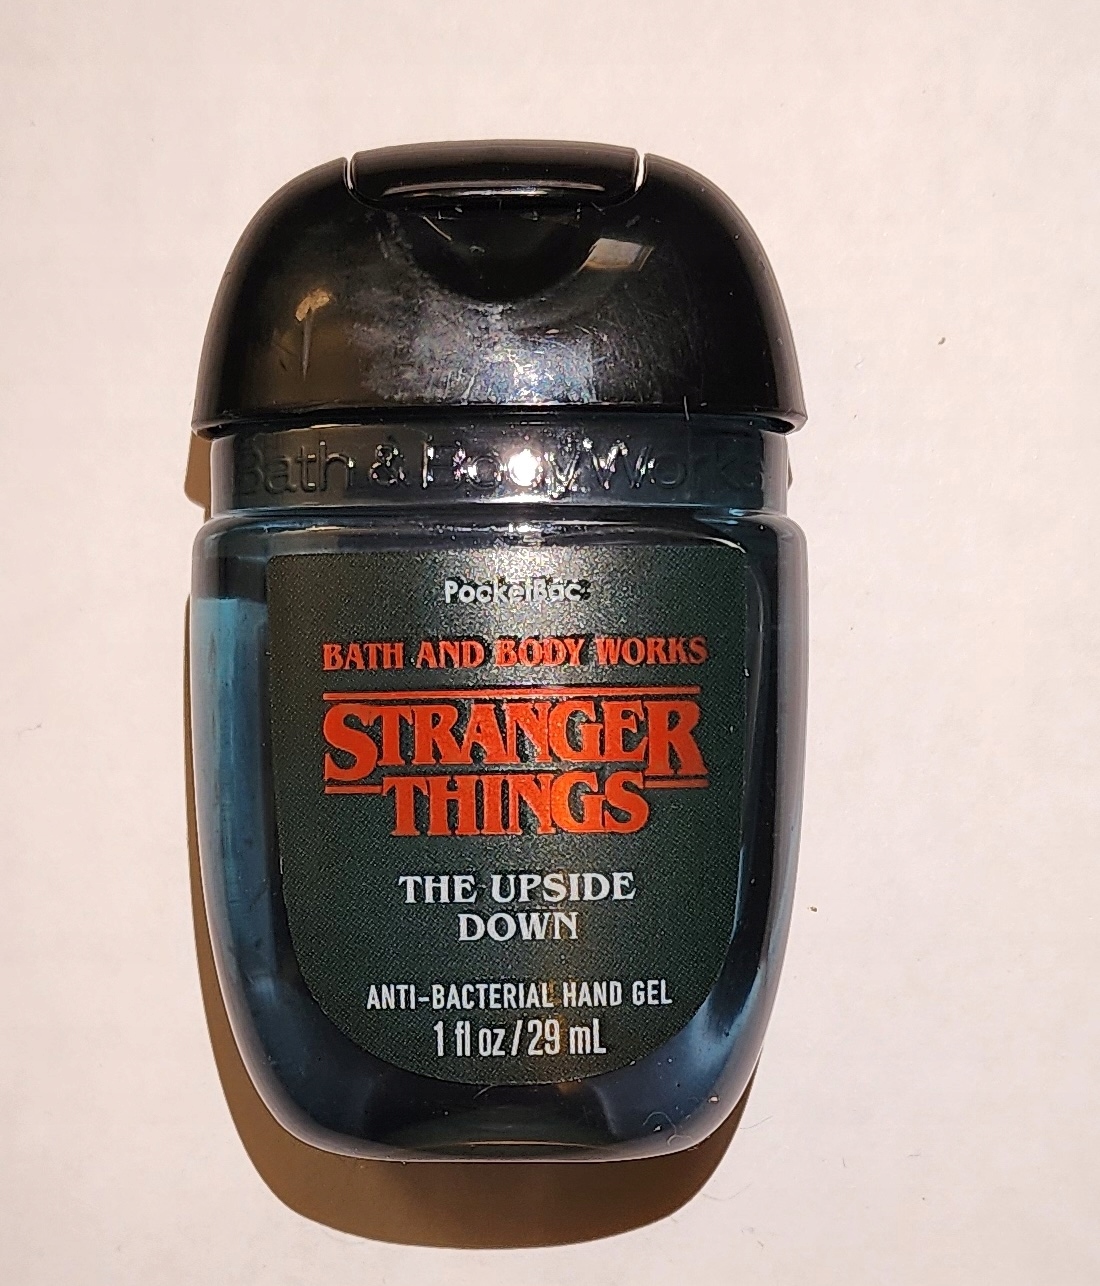 Bath & Body Works
PocketBac
BATH AND BODY WORKS
STRANGER
THINGS
THE UPSIDE
DOWN
ANTI-BACTERIAL HAND GEL
1 fl oz / 29 mL